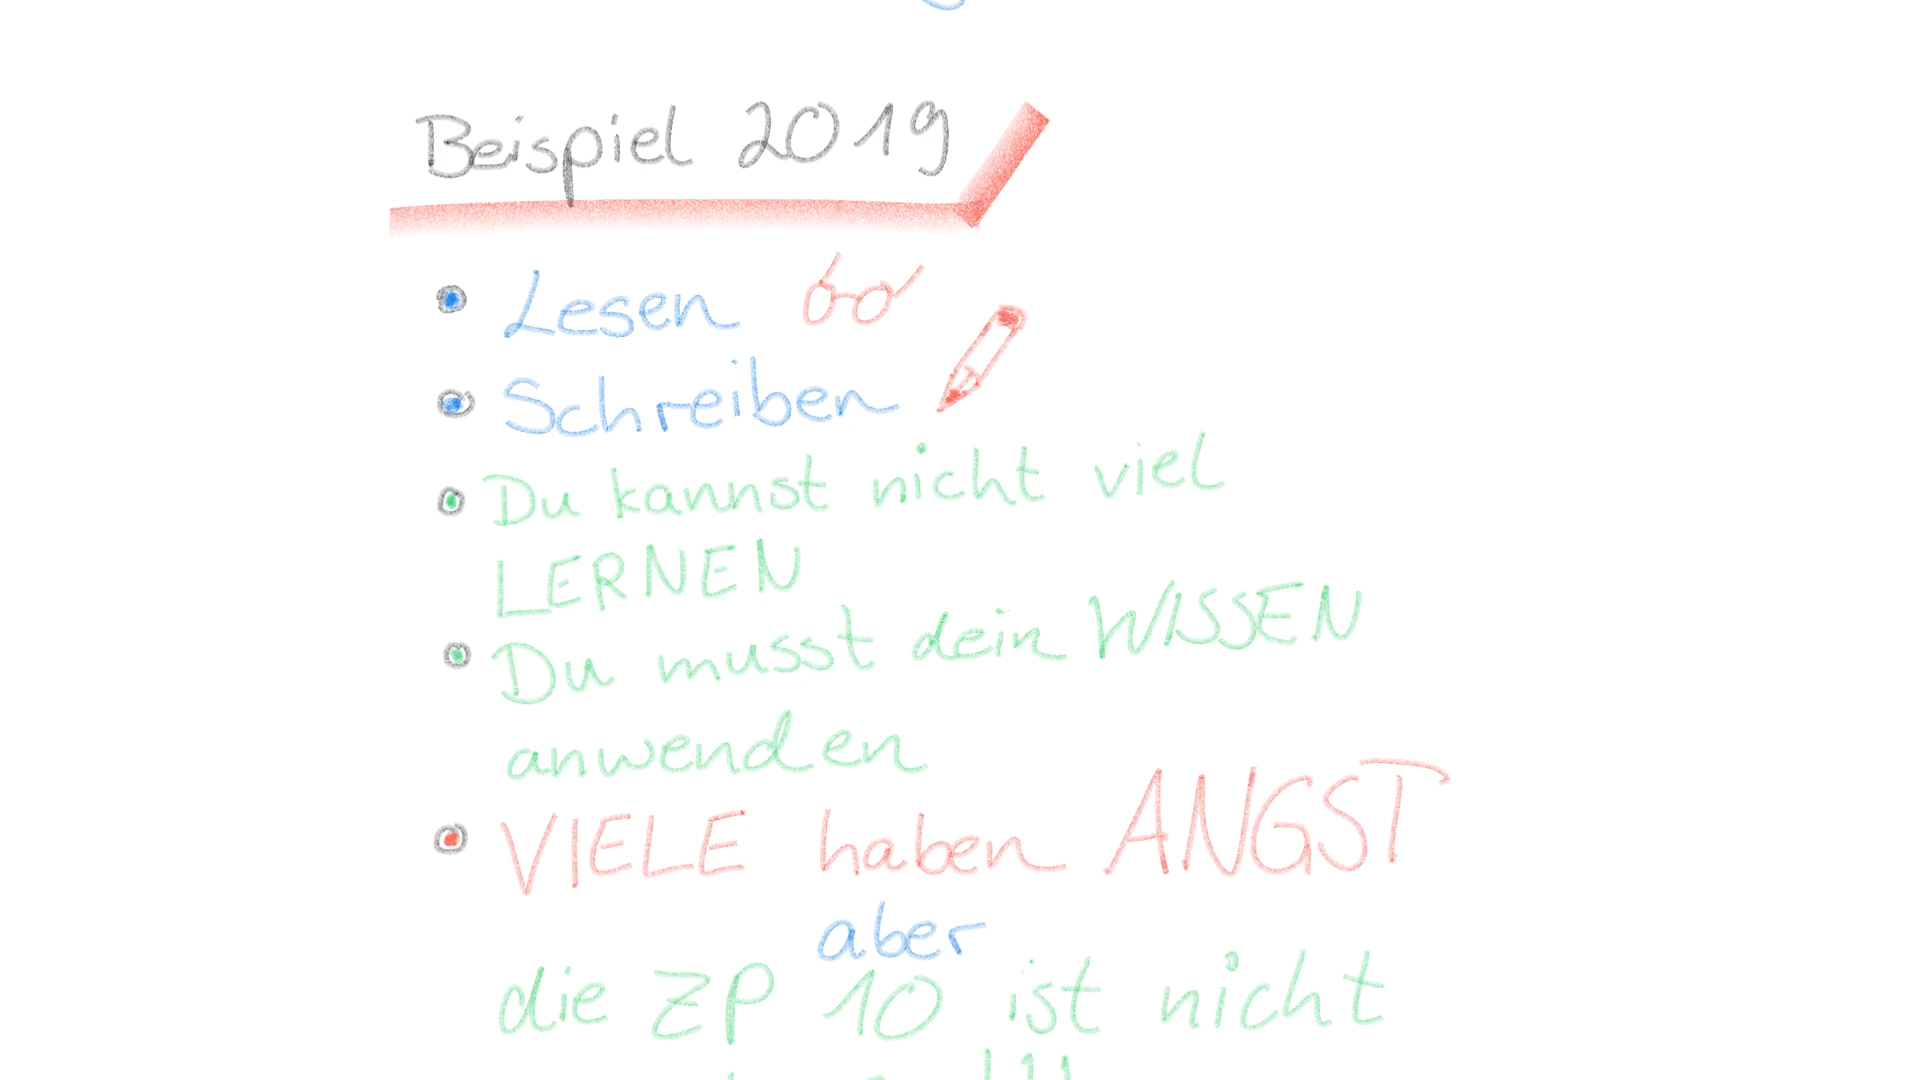 Beispiel 2019
Lesen
Schreiben
Du kannst nicht viel
LERNEN
Du musst dein WISSEN
anwenden
VIELE haben ANGST
aber
die ZP 10 ist nicht